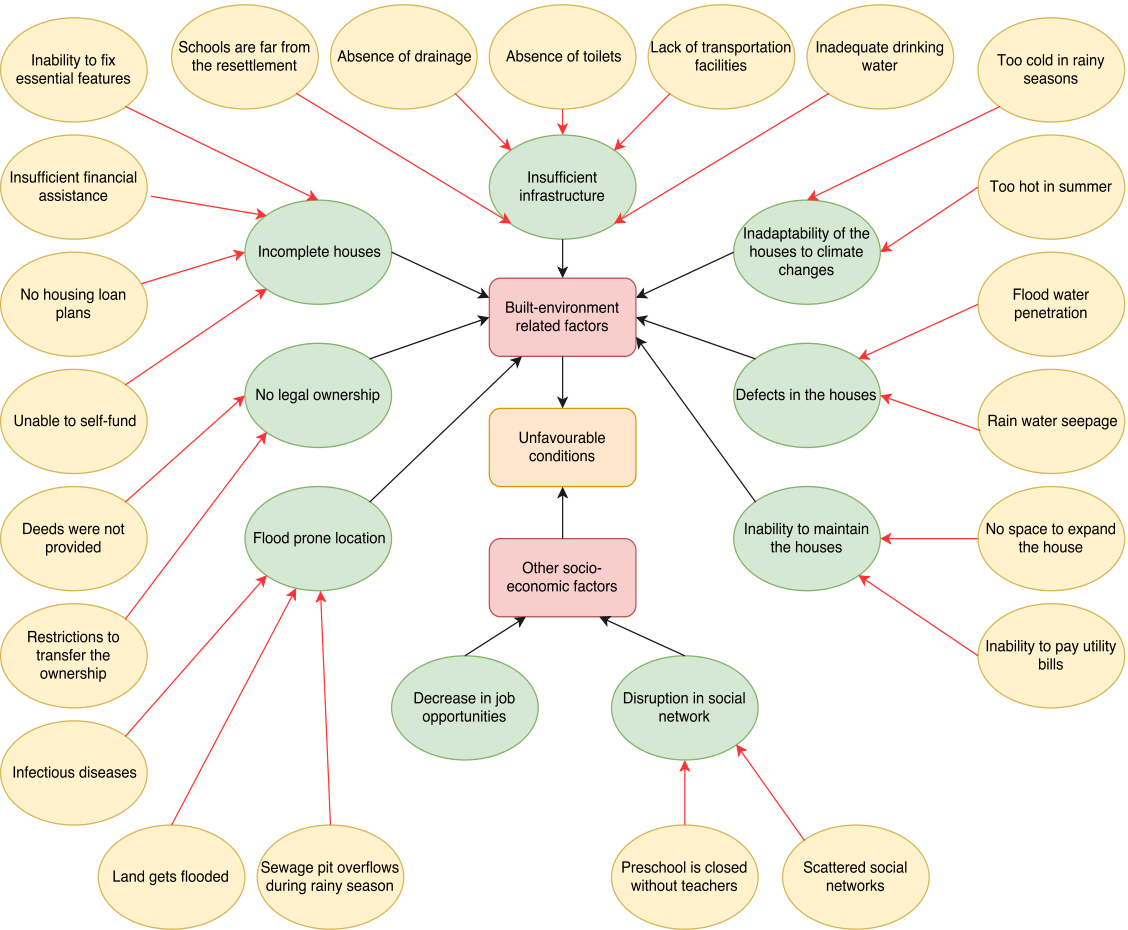 Inability to fix
essential features
Schools are far from
the resettlement
Absence of drainage
Absence of toilets
Lack of transportation
facilities
Inadequate drinking
water
Too cold in rainy
seasons
Insufficient financial
assistance
Insufficient
infrastructure
Too hot in summer
Incomplete houses
Inadaptability of the
houses to climate
changes
No housing loan
plans
Built-environment
related factors
Flood water
penetration
No legal ownership
Defects in the houses
Unable to self-fund
Unfavourable
conditions
Rain water seepage
Deeds were not
provided
Flood prone location
Inability to maintain
the houses
No space to expand
the house
Other socio-
economic factors
Restrictions to
transfer the
ownership
Inability to pay utility
bills
Decrease in job
opportunities
Disruption in social
network
Infectious diseases
Land gets flooded
Sewage pit overflows
during rainy season
Preschool is closed
without teachers
Scattered social
networks